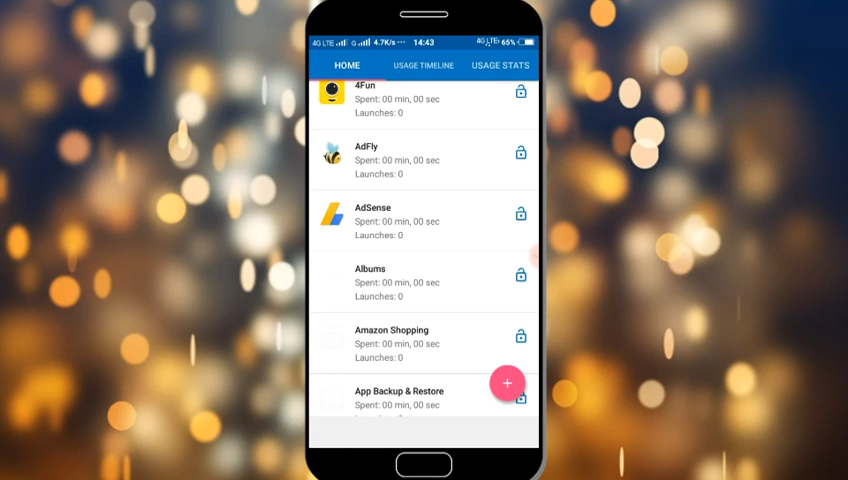 4G LTE G 4.7K/s ··· 14:43 4G LTE 65%
HOME USAGE TIMELINE USAGE STATS
4Fun
Spent: 00 min, 00 sec
Launches: 0
AdFly
Spent: 00 min, 00 sec
Launches: 0
AdSense
Spent: 00 min, 00 sec
Launches: 0
Albums
Spent: 00 min, 00 sec
Launches: 0
Amazon Shopping
Spent: 00 min, 00 sec
Launches: 0
+
App Backup & Restore
Spent: 00 min, 00 sec